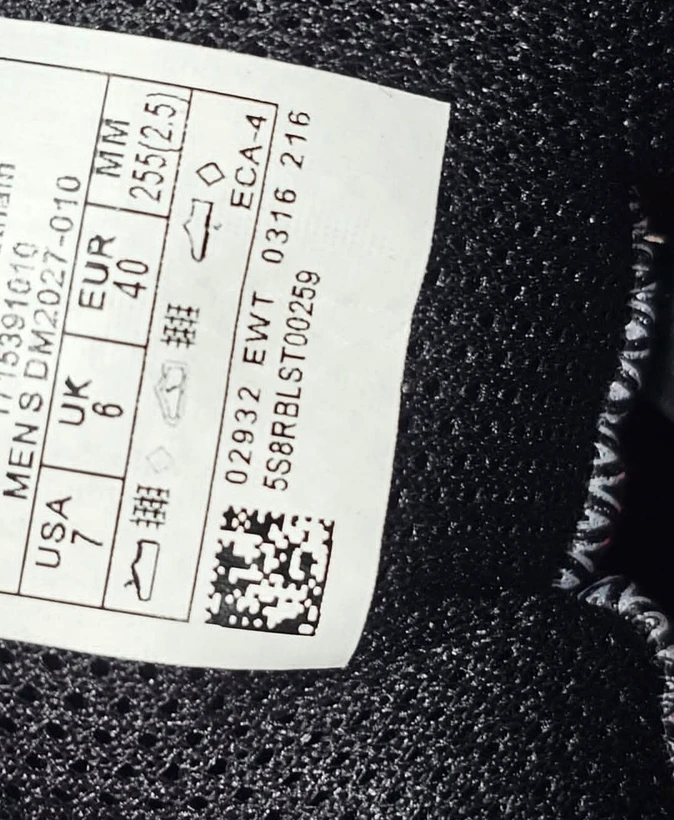 MEN S DM2027-010
USA UK EUR MM
7 6 40 255(2.5)
ECA-4
02932 EWT 0316 216
5S8RBLST00259